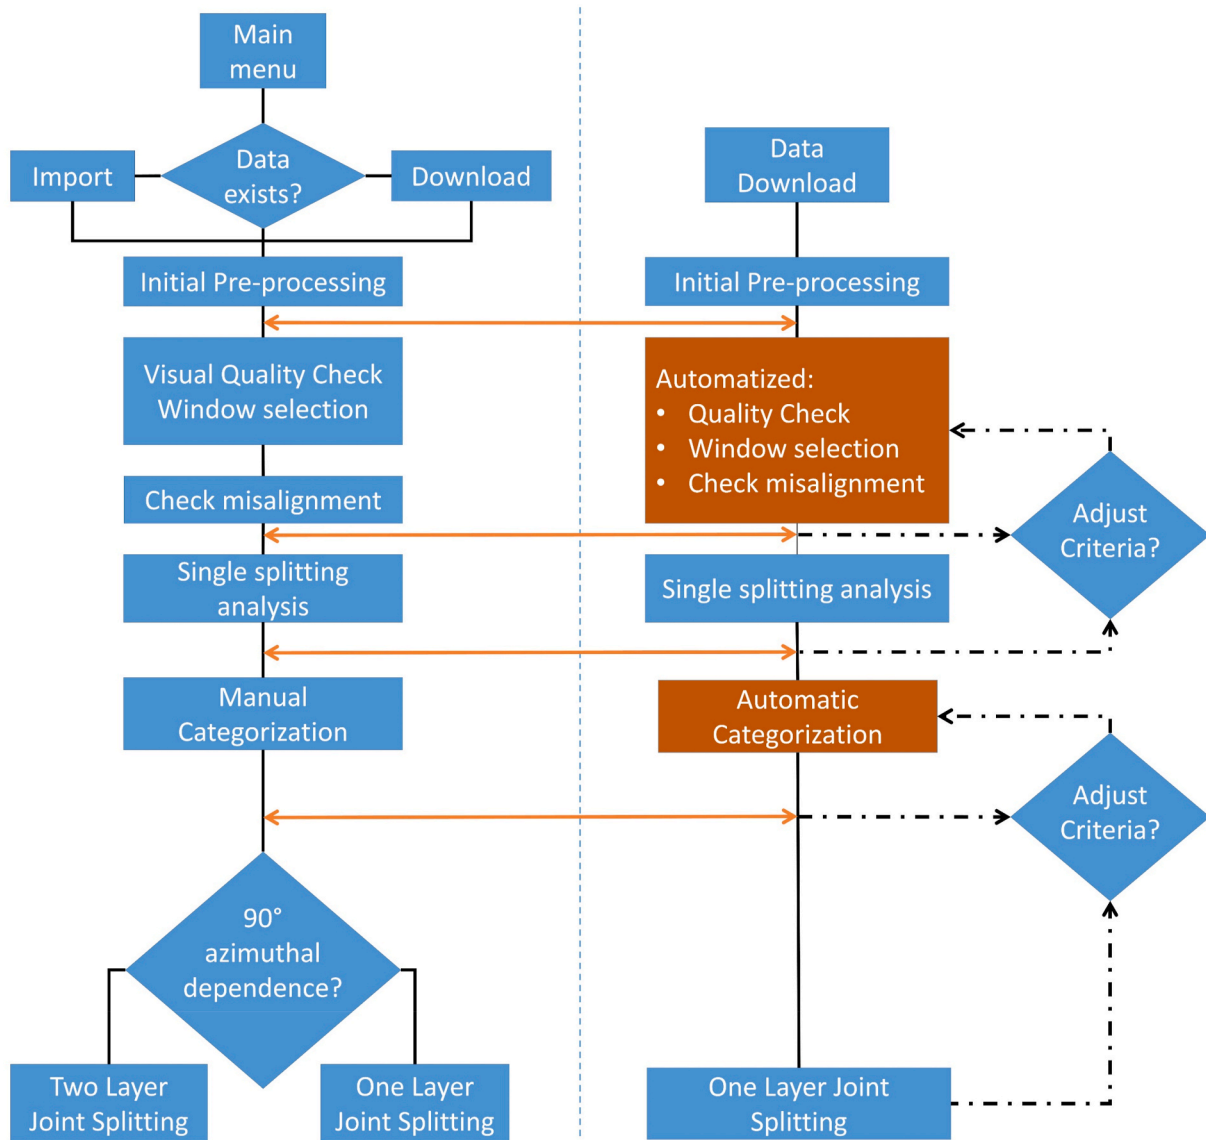 Main
menu
Data
exists?
Import
Download
Initial Pre-processing
Visual Quality Check
Window selection
Check misalignment
Single splitting
analysis
Manual
Categorization
90°
azimuthal
dependence?
Two Layer
Joint Splitting
One Layer
Joint Splitting
Data
Download
Initial Pre-processing
Automatized:
• Quality Check
• Window selection
• Check misalignment
Adjust
Criteria?
Single splitting analysis
Automatic
Categorization
Adjust
Criteria?
One Layer Joint
Splitting